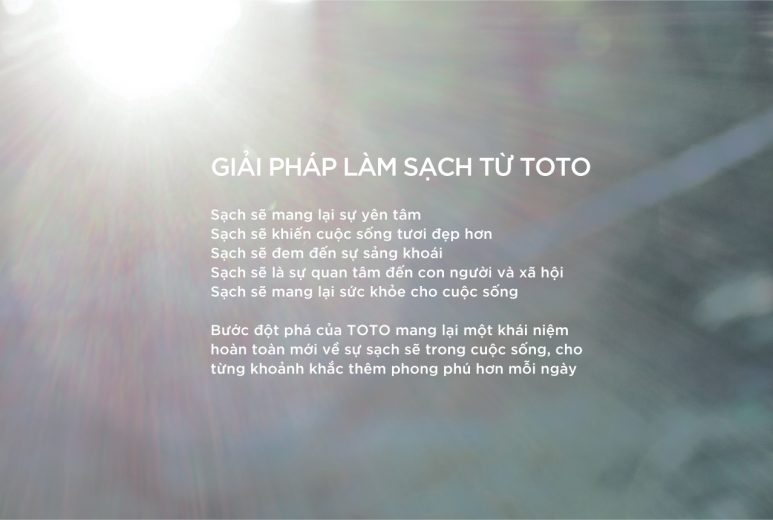 GIẢI PHÁP LÀM SẠCH TỪ TOTO
Sạch sẽ mang lại sự yên tâm
Sạch sẽ khiến cuộc sống tươi đẹp hơn
Sạch sẽ đem đến sự sảng khoái
Sạch sẽ là sự quan tâm đến con người và xã hội
Sạch sẽ mang lại sức khỏe cho cuộc sống
Bước đột phá của TOTO mang lại một khái niệm
hoàn toàn mới về sự sạch sẽ trong cuộc sống, cho
từng khoảnh khắc thêm phong phú hơn mỗi ngày